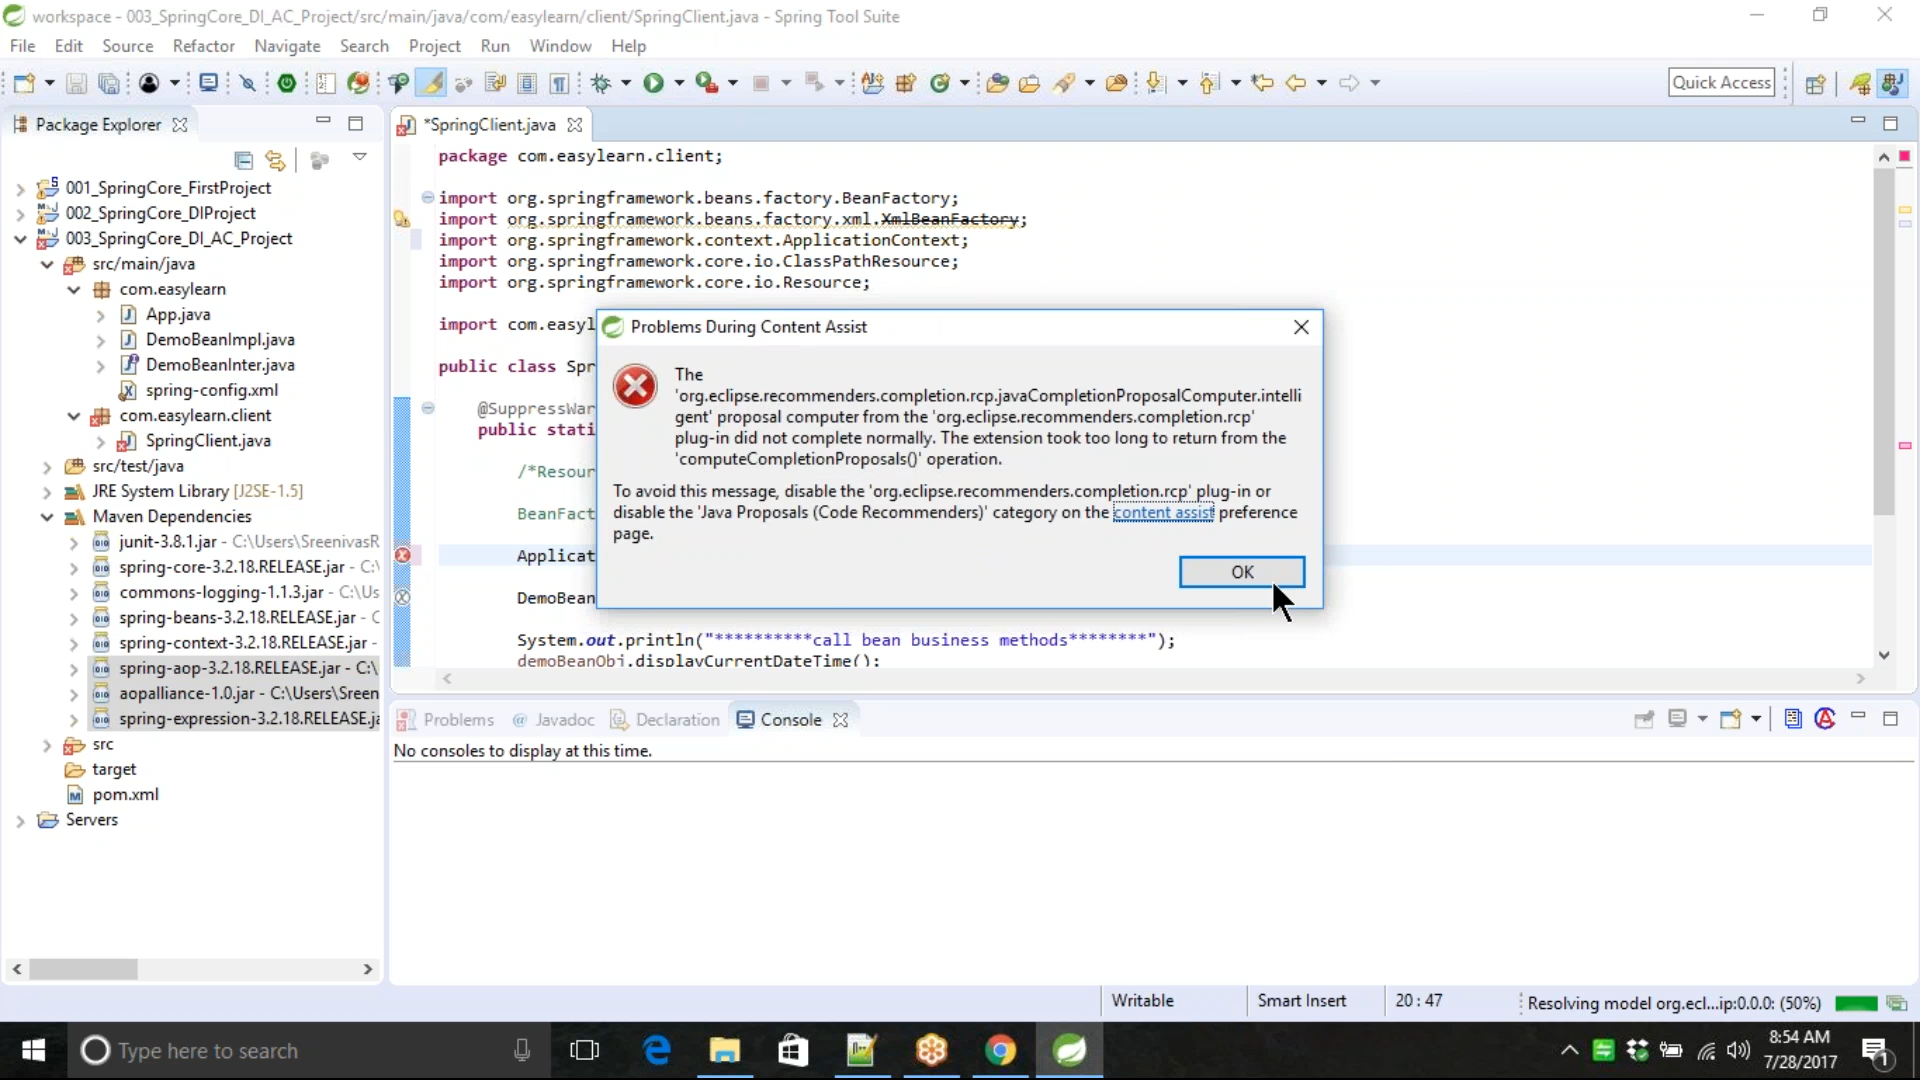 workspace - 003_SpringCore_DI_AC_Project/src/main/java/com/easylearn/client/SpringClient.java - Spring Tool Suite
File Edit Source Refactor Navigate Search Project Run Window Help
Quick Access
Package Explorer
001_SpringCore_FirstProject
002_SpringCore_DIProject
003_SpringCore_DI_AC_Project
src/main/java
com.easylearn
App.java
DemoBeanImpl.java
DemoBeanInter.java
spring-config.xml
com.easylearn.client
SpringClient.java
src/test/java
JRE System Library [J2SE-1.5]
Maven Dependencies
junit-3.8.1.jar - C:\Users\SreenivasR
spring-core-3.2.18.RELEASE.jar - C:\
commons-logging-1.1.3.jar - C:\Us
spring-beans-3.2.18.RELEASE.jar - C
spring-context-3.2.18.RELEASE.jar -
spring-aop-3.2.18.RELEASE.jar - C:\
aopalliance-1.0.jar - C:\Users\Sreen
spring-expression-3.2.18.RELEASE.ja
src
target
pom.xml
Servers
*SpringClient.java
package com.easylearn.client;
import org.springframework.beans.factory.BeanFactory;
import org.springframework.beans.factory.xml.XmlBeanFactory;
import org.springframework.context.ApplicationContext;
import org.springframework.core.io.ClassPathResource;
import org.springframework.core.io.Resource;
import com.easyl
public class Spr
@SuppressWar
public stati
/*Resour
BeanFact
Applicat
DemoBean
System.out.println("**********call bean business methods********");
demoBeanObj.displayCurrentDateTime();
Problems During Content Assist
The
'org.eclipse.recommenders.completion.rcp.javaCompletionProposalComputer.intelli
gent' proposal computer from the 'org.eclipse.recommenders.completion.rcp'
plug-in did not complete normally. The extension took too long to return from the
'computeCompletionProposals()' operation.
To avoid this message, disable the 'org.eclipse.recommenders.completion.rcp' plug-in or
disable the 'Java Proposals (Code Recommenders)' category on the content assist preference
page.
OK
Problems Javadoc Declaration Console
No consoles to display at this time.
Writable Smart Insert 20 : 47 Resolving model org.ecl...ip:0.0.0: (50%)
Type here to search
8:54 AM
7/28/2017
1